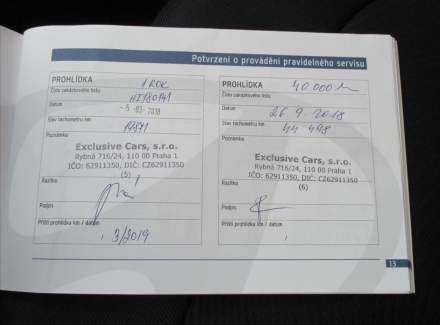 Potvrzení o provádění pravidelného servisu
PROHLÍDKA 1 ROK
Číslo zakázkového listu
Datum - 5 -03- 2018
Stav tachometru km
Poznámka
Exclusive Cars, s.r.o.
Rybná 716/24, 110 00 Praha 1
IČO: 62911350, DIČ: CZ62911350
(5)
Razítko
Podpis
Příští prohlídka km / datum
3/2019
PROHLÍDKA 40 000 km
Číslo zakázkového listu
Datum 26. 9. 2018
Stav tachometru km 44 498
Poznámka
Exclusive Cars, s.r.o.
Rybná 716/24, 110 00 Praha 1
IČO: 62911350, DIČ: CZ62911350
(6)
Razítko
Podpis
Příští prohlídka km / datum
13